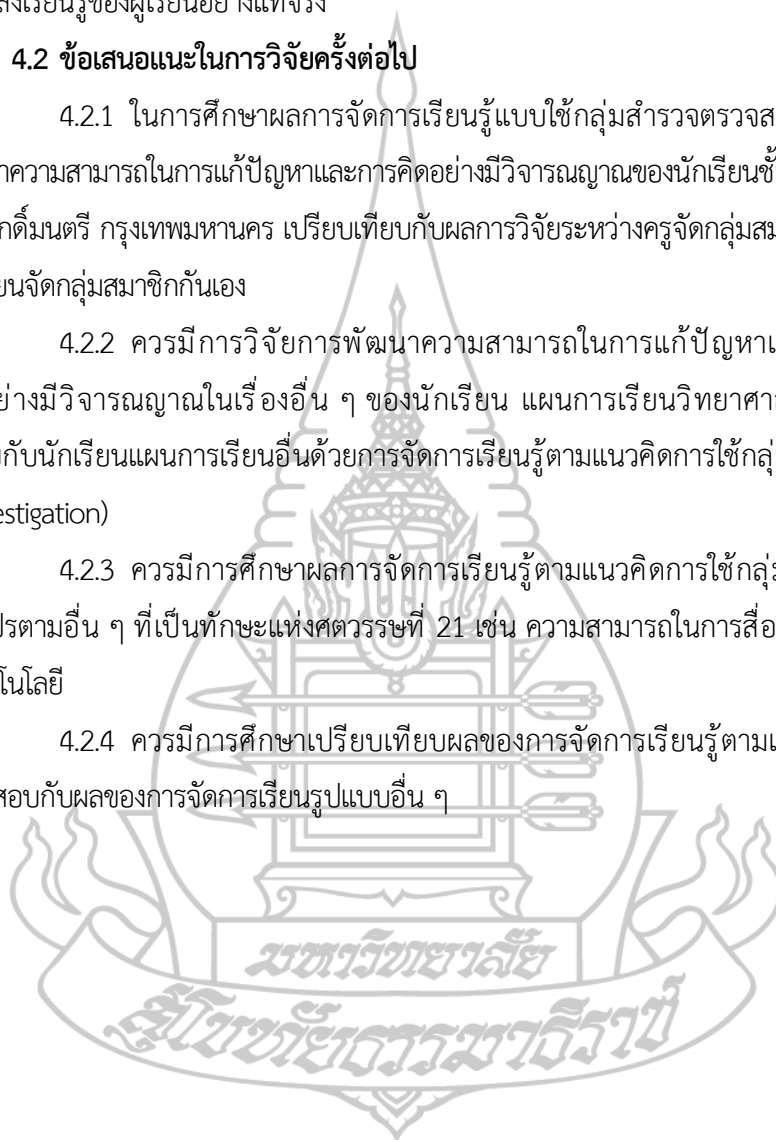 ส่งเรียนรู้ของผู้เรียนอย่างแท้จริง
4.2 ข้อเสนอแนะในการวิจัยครั้งต่อไป
4.2.1 ในการศึกษาผลการจัดการเรียนรู้แบบใช้กลุ่มสำรวจตรวจส
าความสามารถในการแก้ปัญหาและการคิดอย่างมีวิจารณญาณของนักเรียนชั้
กดิ์มนตรี กรุงเทพมหานคร เปรียบเทียบกับผลการวิจัยระหว่างครูจัดกลุ่มสม
ยนจัดกลุ่มสมาชิกกันเอง
4.2.2 ควรมีการวิจัยการพัฒนาความสามารถในการแก้ปัญหาแ
ย่างมีวิจารณญาณในเรื่องอื่น ๆ ของนักเรียน แผนการเรียนวิทยาศา
กับนักเรียนแผนการเรียนอื่นด้วยการจัดการเรียนรู้ตามแนวคิดการใช้กลุ่
estigation)
4.2.3 ควรมีการศึกษาผลการจัดการเรียนรู้ตามแนวคิดการใช้กลุ่ม
ปรตามอื่น ๆ ที่เป็นทักษะแห่งศตวรรษที่ 21 เช่น ความสามารถในการสื่อ
โนโลยี
4.2.4 ควรมีการศึกษาเปรียบเทียบผลของการจัดการเรียนรู้ตามแ
สอบกับผลของการจัดการเรียนรูปแบบอื่น ๆ
มหาวิทยาลัย
สุโขทัยธรรมาธิราช